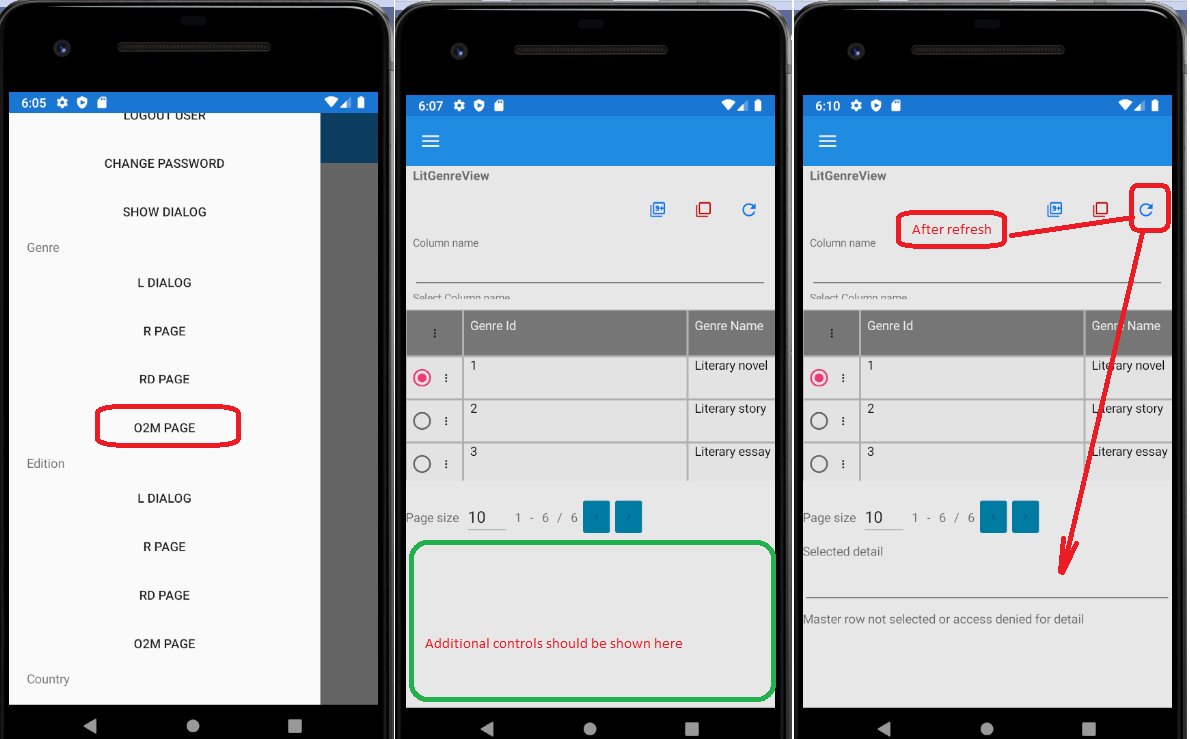 6:05
LOGOUT USER
CHANGE PASSWORD
SHOW DIALOG
Genre
L DIALOG
R PAGE
RD PAGE
O2M PAGE
Edition
L DIALOG
R PAGE
RD PAGE
O2M PAGE
Country
6:07
LitGenreView
9+
Column name
Select Column name
Genre Id Genre Name
1 Literary novel
2 Literary story
3 Literary essay
Page size 10 1 - 6 / 6 < >
Additional controls should be shown here
6:10
LitGenreView
9+
After refresh
Column name
Select Column name
Genre Id Genre Name
1 Literary novel
2 Literary story
3 Literary essay
Page size 10 1 - 6 / 6 < >
Selected detail
Master row not selected or access denied for detail